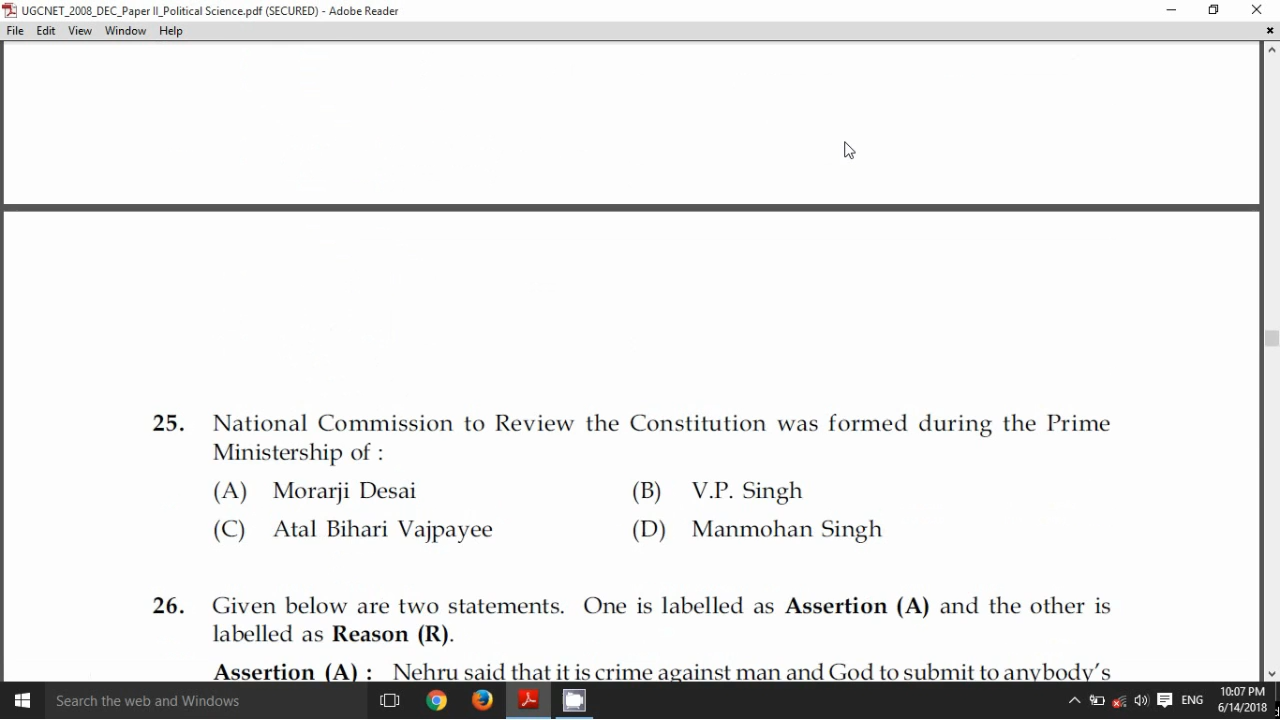 UGCNET_2008_DEC_Paper II_Political Science.pdf (SECURED) - Adobe Reader
File Edit View Window Help
25. National Commission to Review the Constitution was formed during the Prime
Ministership of :
(A) Morarji Desai (B) V.P. Singh
(C) Atal Bihari Vajpayee (D) Manmohan Singh
26. Given below are two statements. One is labelled as Assertion (A) and the other is
labelled as Reason (R).
Assertion (A) : Nehru said that it is crime against man and God to submit to anybody's
Search the web and Windows
ENG
10:07 PM
6/14/2018